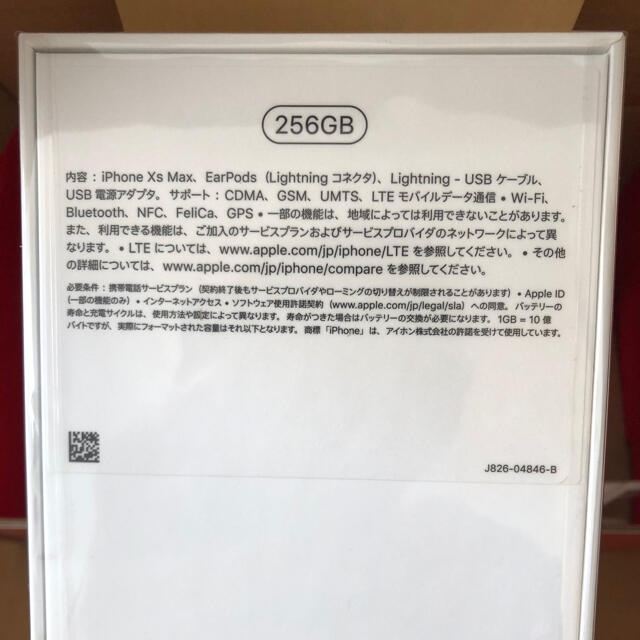 256GB
内容：iPhone Xs Max、EarPods（Lightningコネクタ）、Lightning - USB ケーブル、
USB 電源アダプタ。 サポート：CDMA、GSM、UMTS、LTE モバイルデータ通信 • Wi-Fi、
Bluetooth、NFC、FeliCa、GPS • 一部の機能は、地域によっては利用できないことがあります。
また、利用できる機能は、ご加入のサービスプランおよびサービスプロバイダのネットワークによって異
なります。 • LTE については、www.apple.com/jp/iphone/LTE を参照してください。 • その他
の詳細については、www.apple.com/jp/iphone/compare を参照してください。
必要条件：携帯電話サービスプラン（契約終了後もサービスプロバイダやローミングの切り替えが制限されることがあります）• Apple ID
（一部の機能のみ）• インターネットアクセス • ソフトウェア使用許諾契約（www.apple.com/jp/legal/sla）への同意。 バッテリーの
寿命と充電サイクルは、使用方法や設定によって異なります。 寿命がつきた場合はバッテリーの交換が必要になります。 1GB = 10 億
バイトですが、実際にフォーマットされた容量はそれ以下となります。 商標「iPhone」は、アイホン株式会社の許諾を受けて使用しています。
J826-04846-B